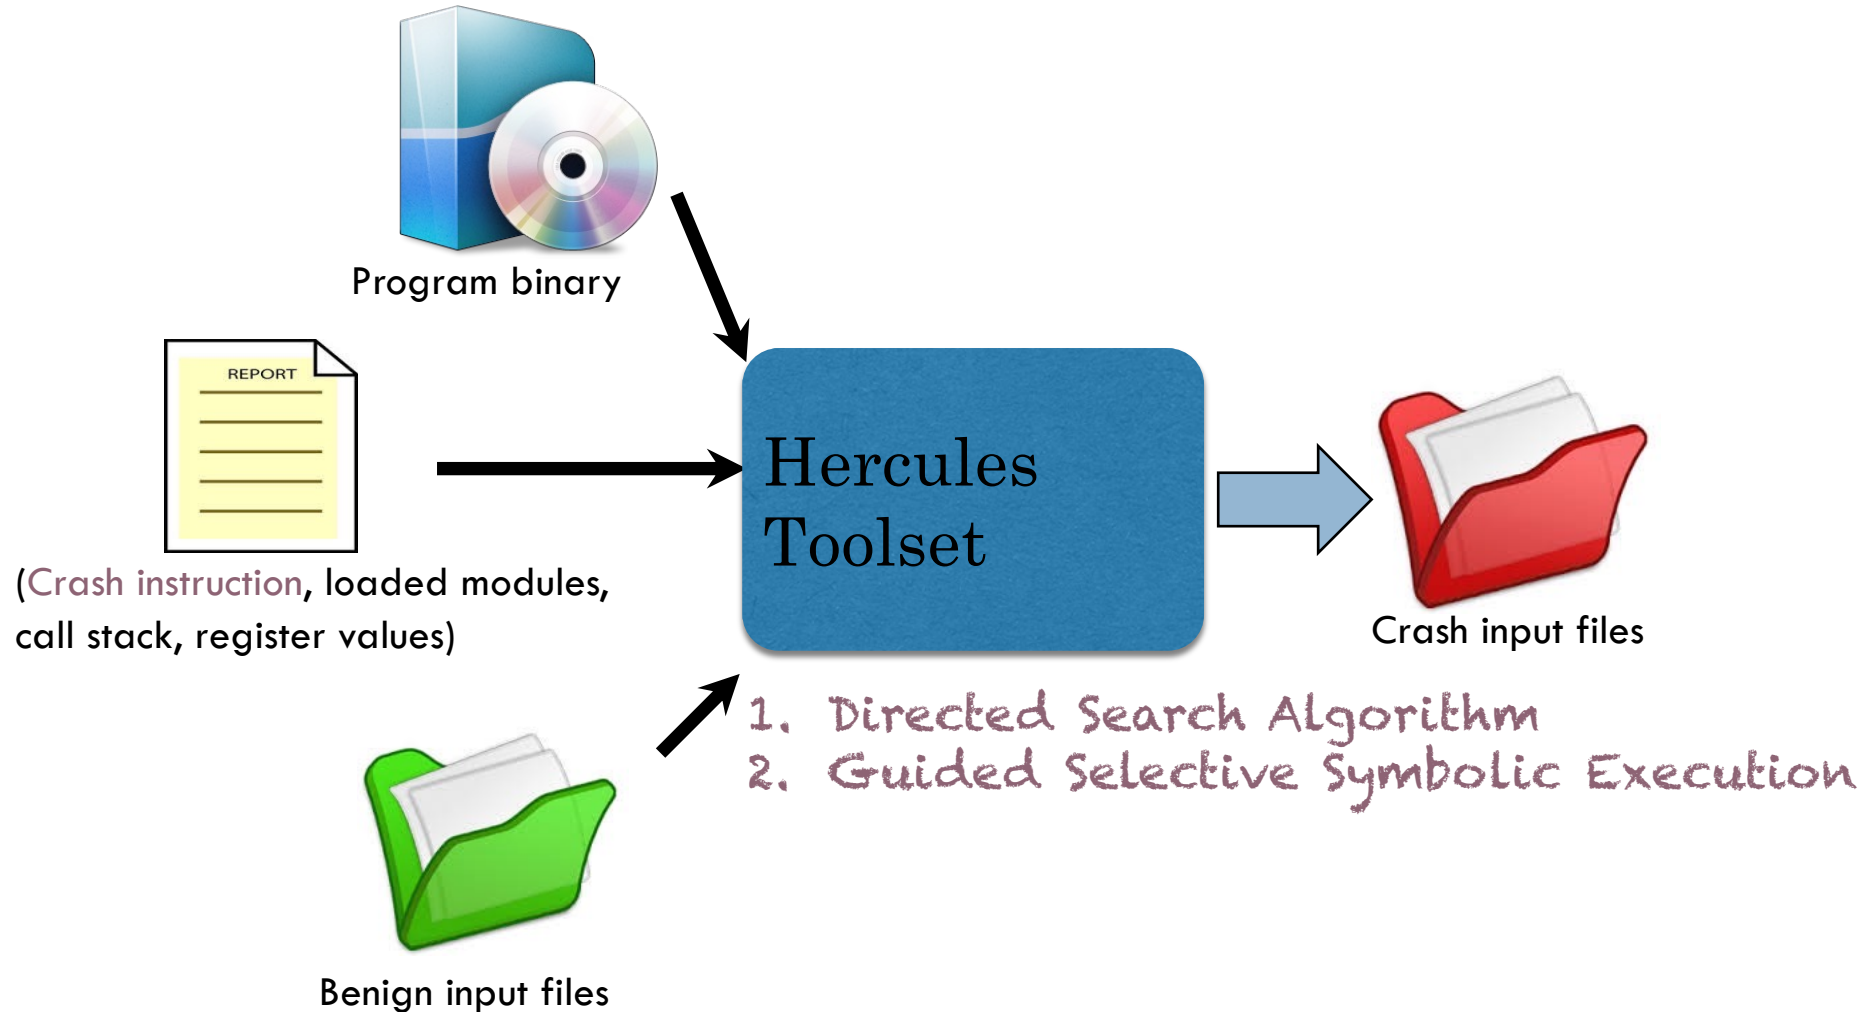 Program binary
REPORT
(Crash instruction, loaded modules,
call stack, register values)
Hercules
Toolset
Crash input files
1. Directed Search Algorithm
2. Guided Selective Symbolic Execution
Benign input files